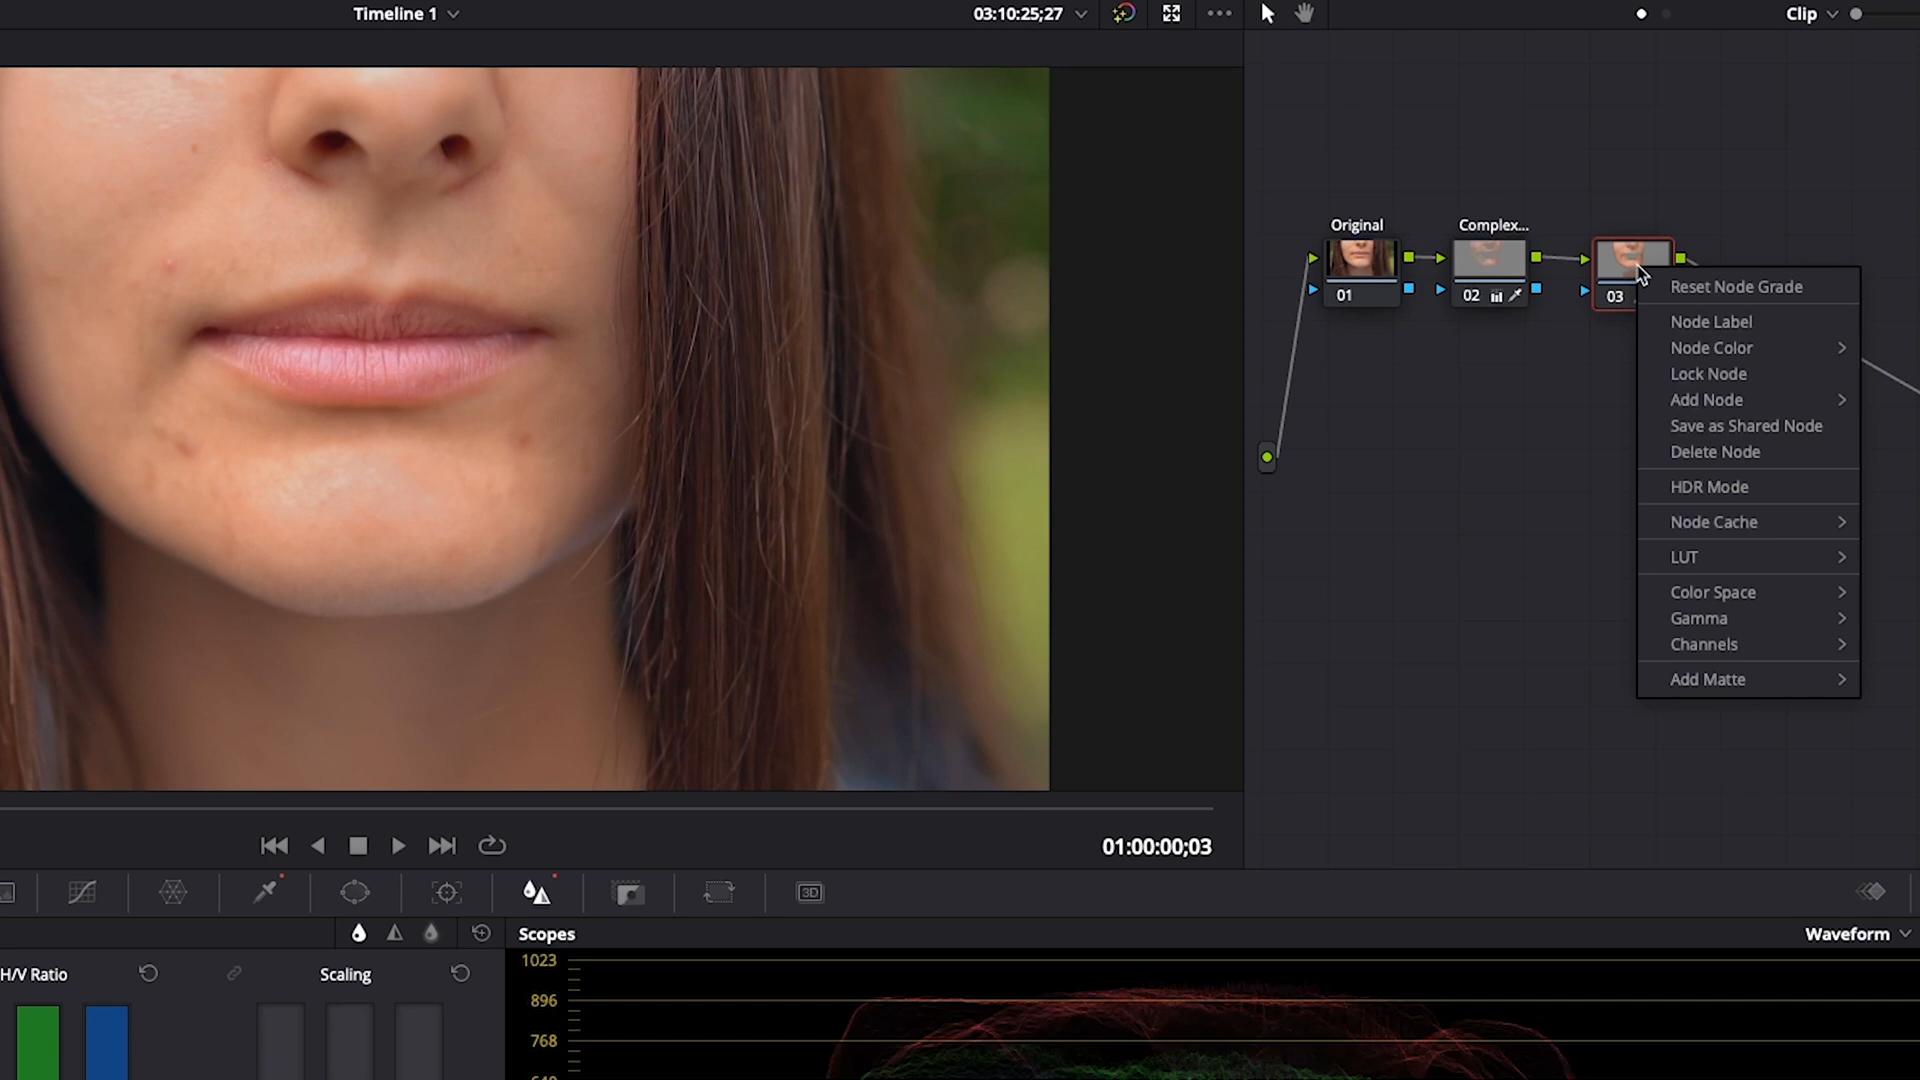 Timeline 1
03:10:25;27
Clip
Original
Complex...
01
02
03
Reset Node Grade
Node Label
Node Color
Lock Node
Add Node
Save as Shared Node
Delete Node
HDR Mode
Node Cache
LUT
Color Space
Gamma
Channels
Add Matte
01:00:00;03
3D
Scopes
Waveform
H/V Ratio
Scaling
1023
896
768
640